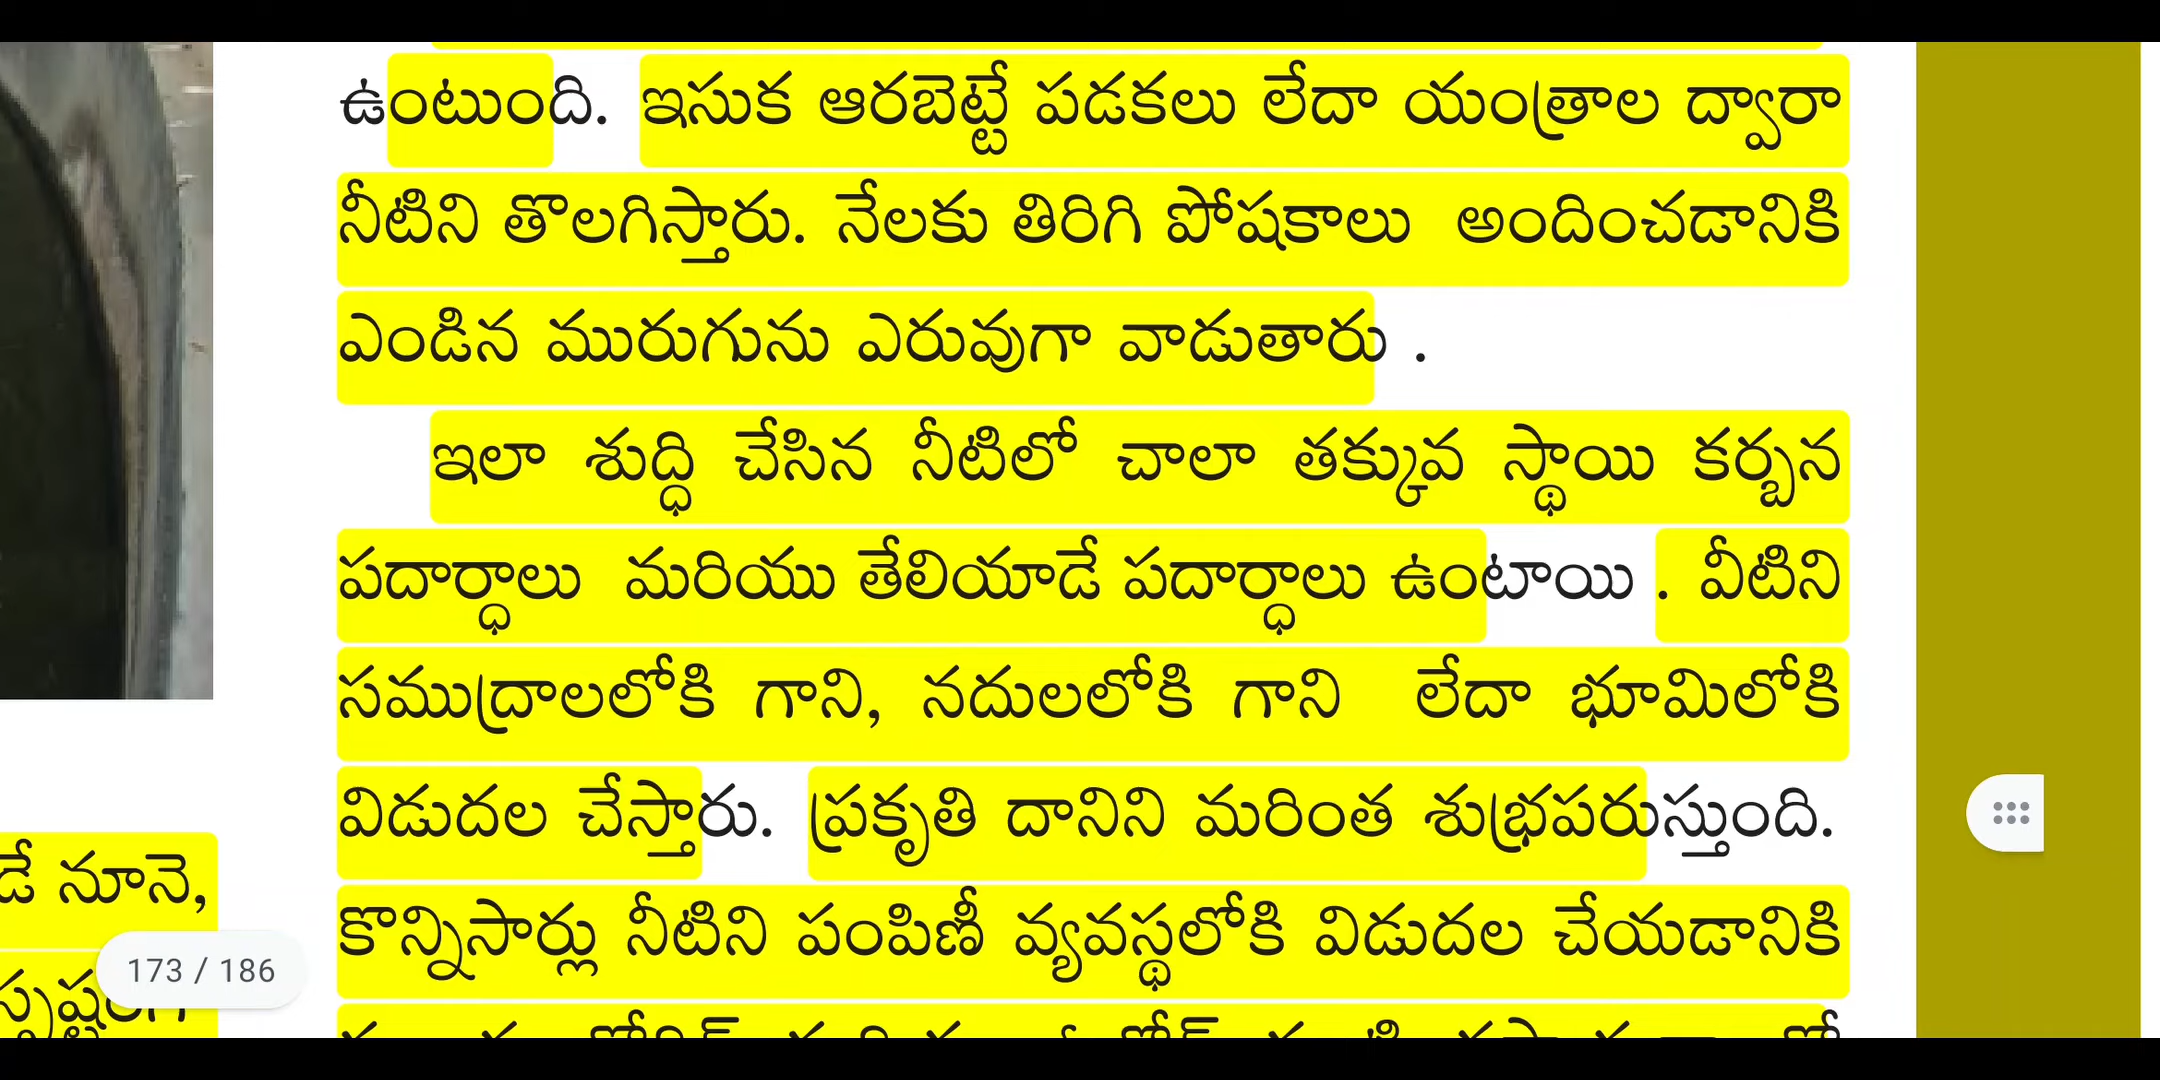 ఉంటుంది. ఇసుక ఆరబెట్టే పడకలు లేదా యంత్రాల ద్వారా
నీటిని తొలగిస్తారు. నేలకు తిరిగి పోషకాలు అందించడానికి
ఎండిన మురుగును ఎరువుగా వాడుతారు .
ఇలా శుద్ధి చేసిన నీటిలో చాలా తక్కువ స్థాయి కర్బన
పదార్ధాలు మరియు తేలియాడే పదార్ధాలు ఉంటాయి . వీటిని
సముద్రాలలోకి గాని, నదులలోకి గాని లేదా భూమిలోకి
విడుదల చేస్తారు. ప్రకృతి దానిని మరింత శుభ్రపరుస్తుంది.
కొన్నిసార్లు నీటిని పంపిణీ వ్యవస్థలోకి విడుదల చేయడానికి
డే నూనె,
173 / 186